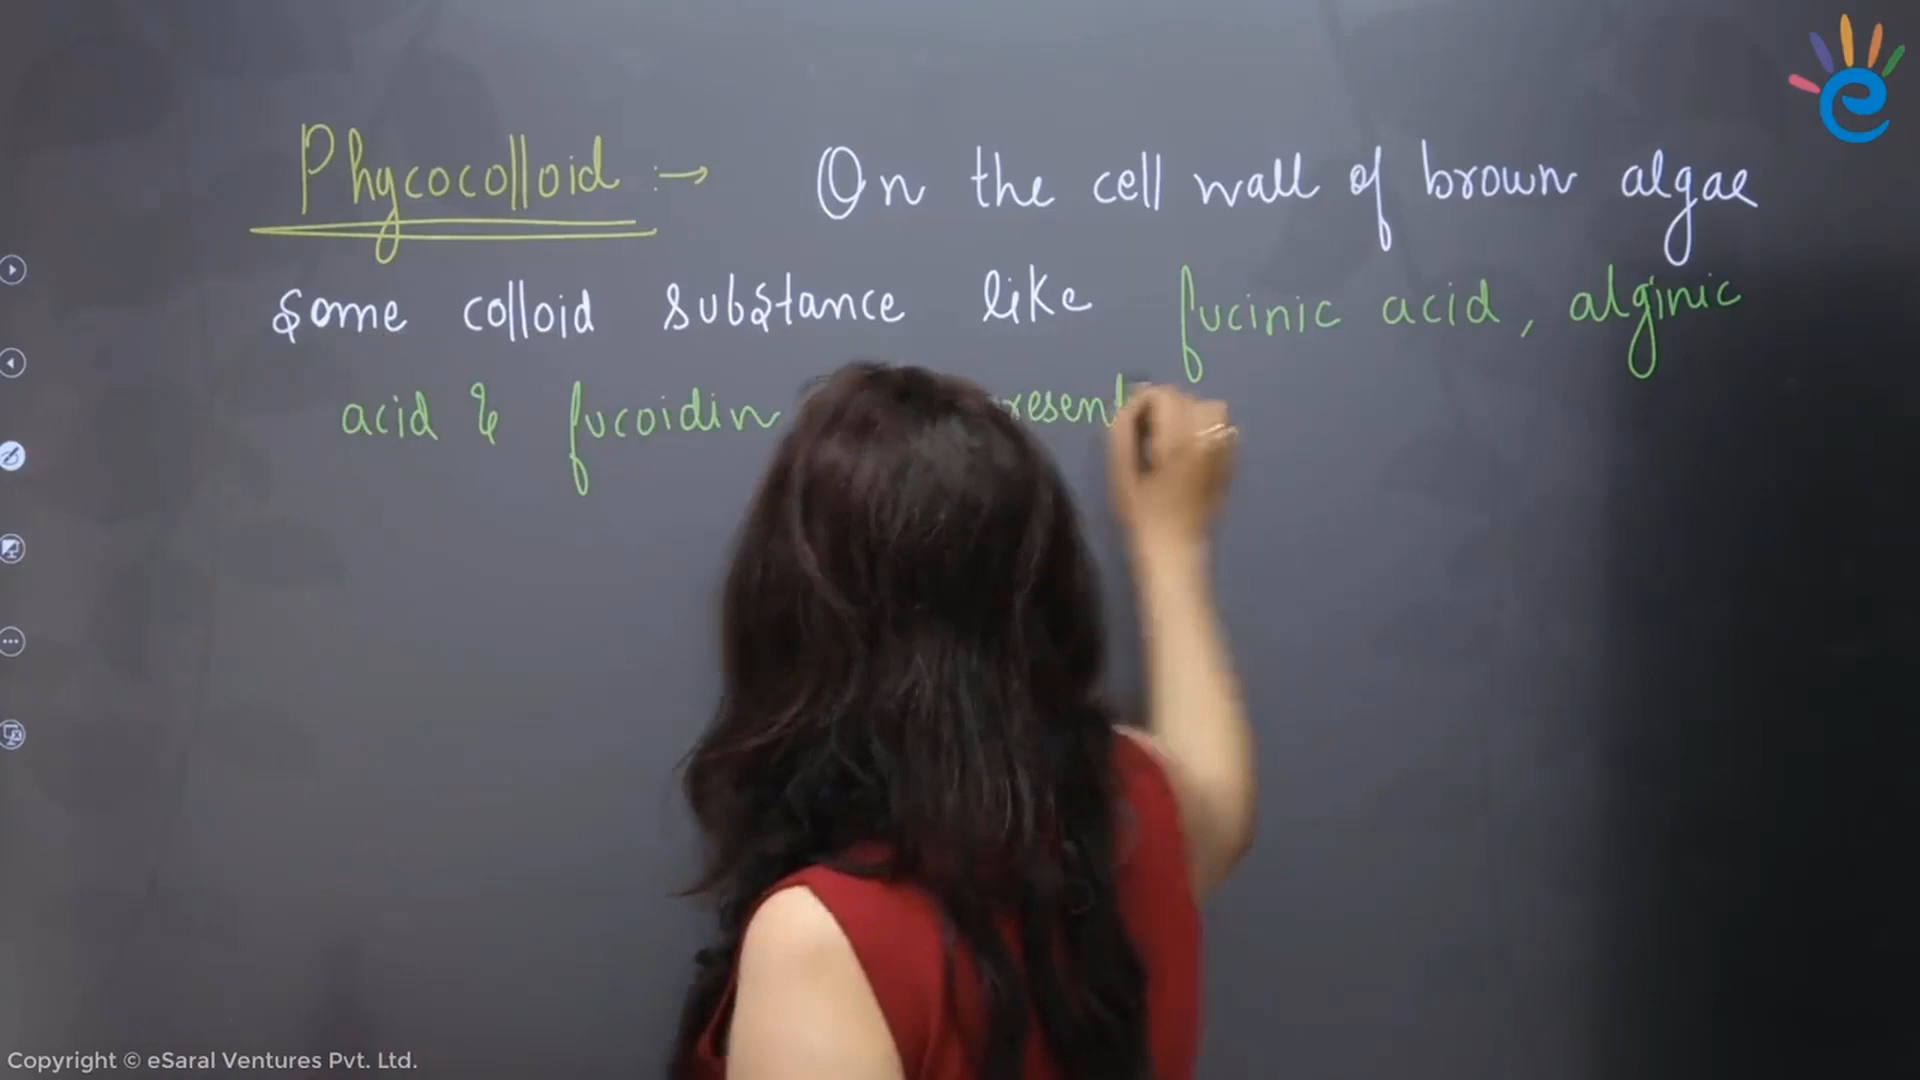 Phycocolloid :→ On the cell wall of brown algae
some colloid substance like fucinic acid, alginic
acid & fucoidin resent
Copyright © eSaral Ventures Pvt. Ltd.